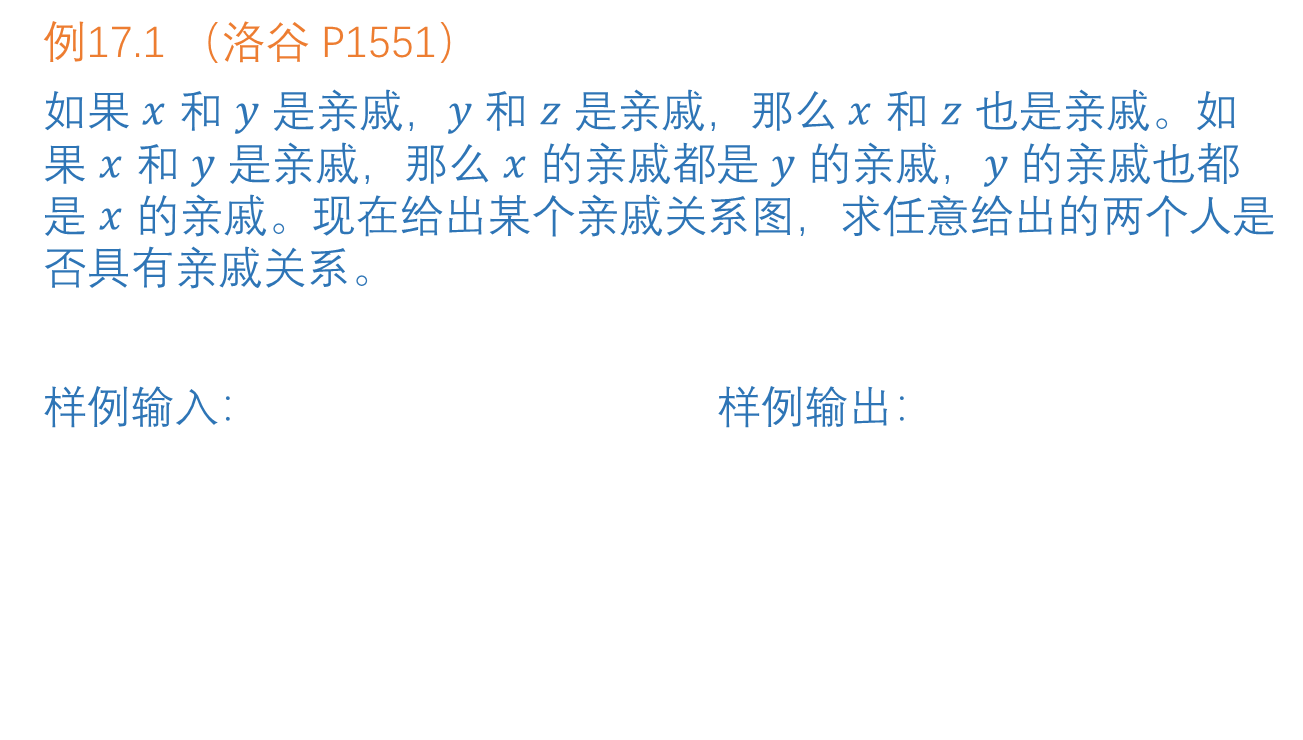 例17.1 （洛谷 P1551）
如果 x 和 y 是亲戚，y 和 z 是亲戚，那么 x 和 z 也是亲戚。如
果 x 和 y 是亲戚，那么 x 的亲戚都是 y 的亲戚，y 的亲戚也都
是 x 的亲戚。现在给出某个亲戚关系图，求任意给出的两个人是
否具有亲戚关系。
样例输入：
样例输出：